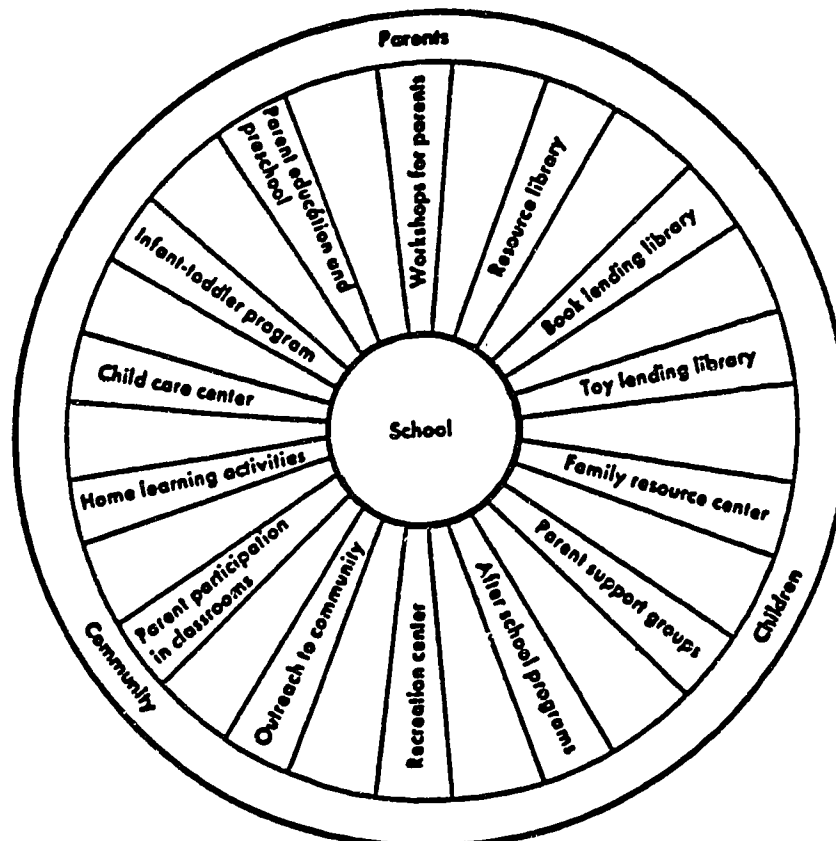 Parents
Workshops for parents
Resource library
Book lending library
Toy lending library
Family resource center
Parent support groups
After school programs
Recreation center
Outreach to community
Parent participation
in classrooms
Home learning activities
Child care center
Infant-toddler program
Parent education and
preschool
School
Children
Community